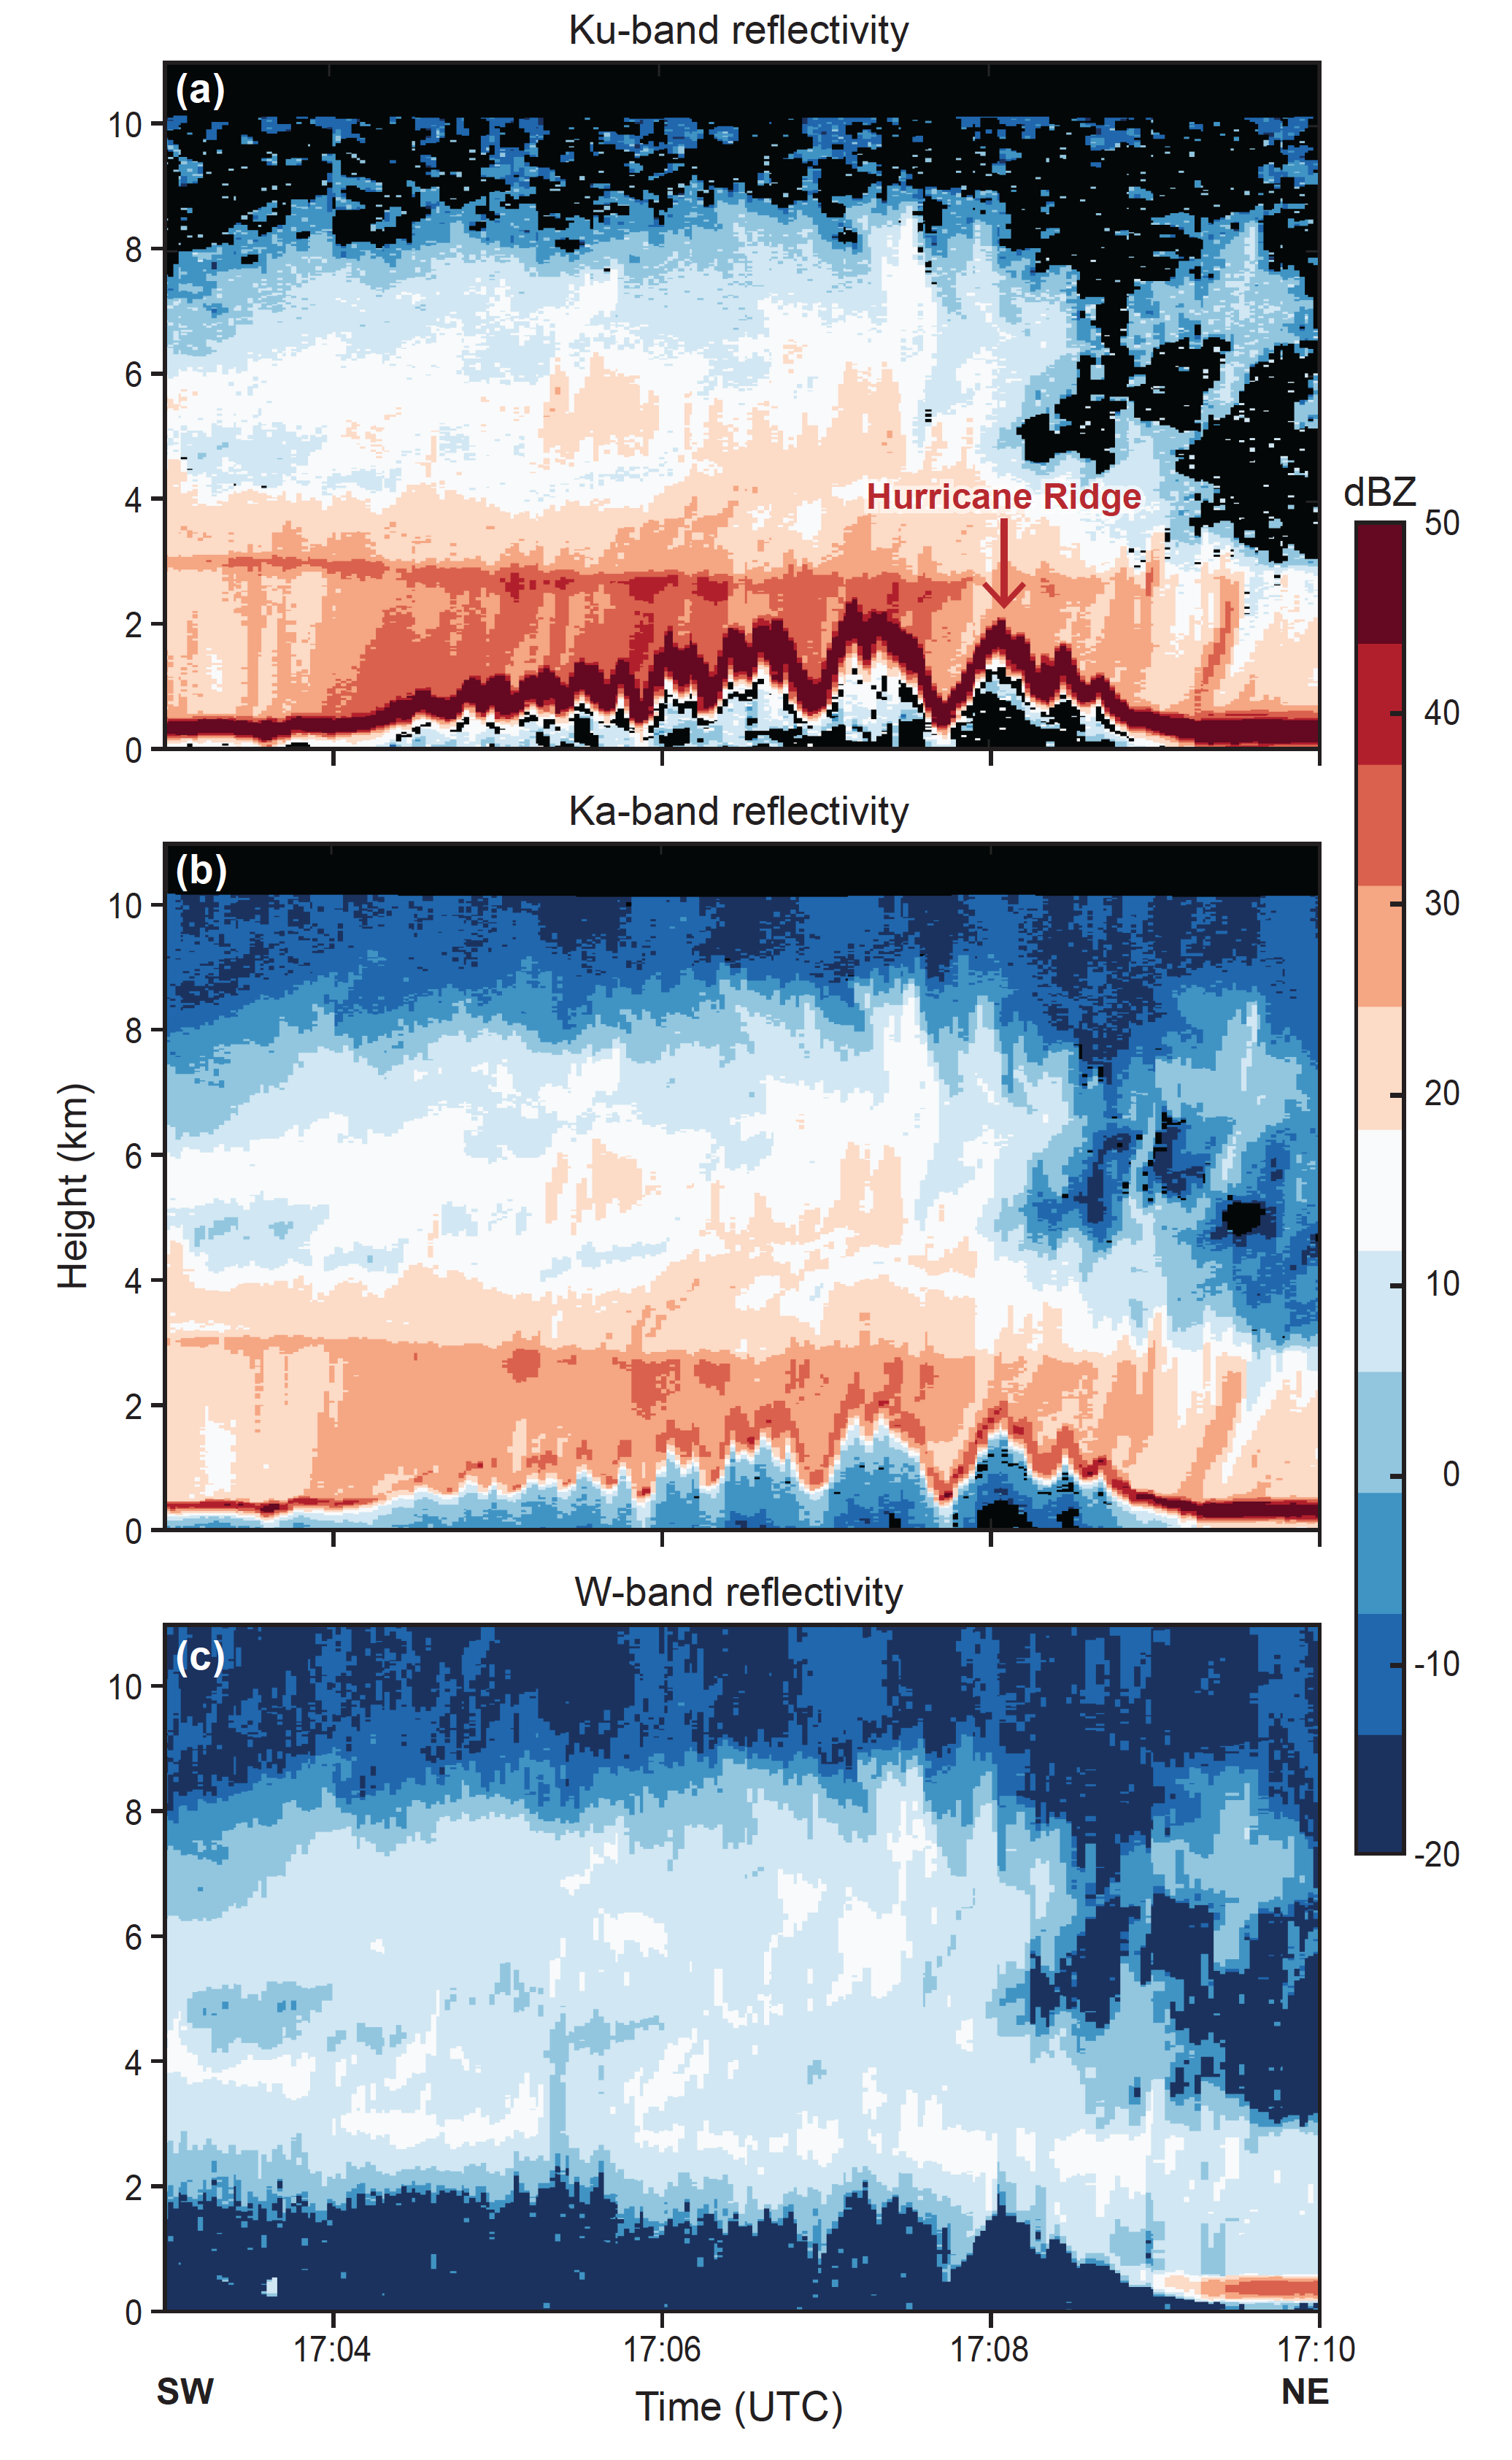 Ku-band reflectivity
(a)
10
8
6
4
2
0
Hurricane Ridge
Ka-band reflectivity
(b)
10
8
6
4
2
0
Height (km)
W-band reflectivity
(c)
10
8
6
4
2
0
17:04 17:06 17:08 17:10
SW Time (UTC) NE
dBZ
50
40
30
20
10
0
-10
-20